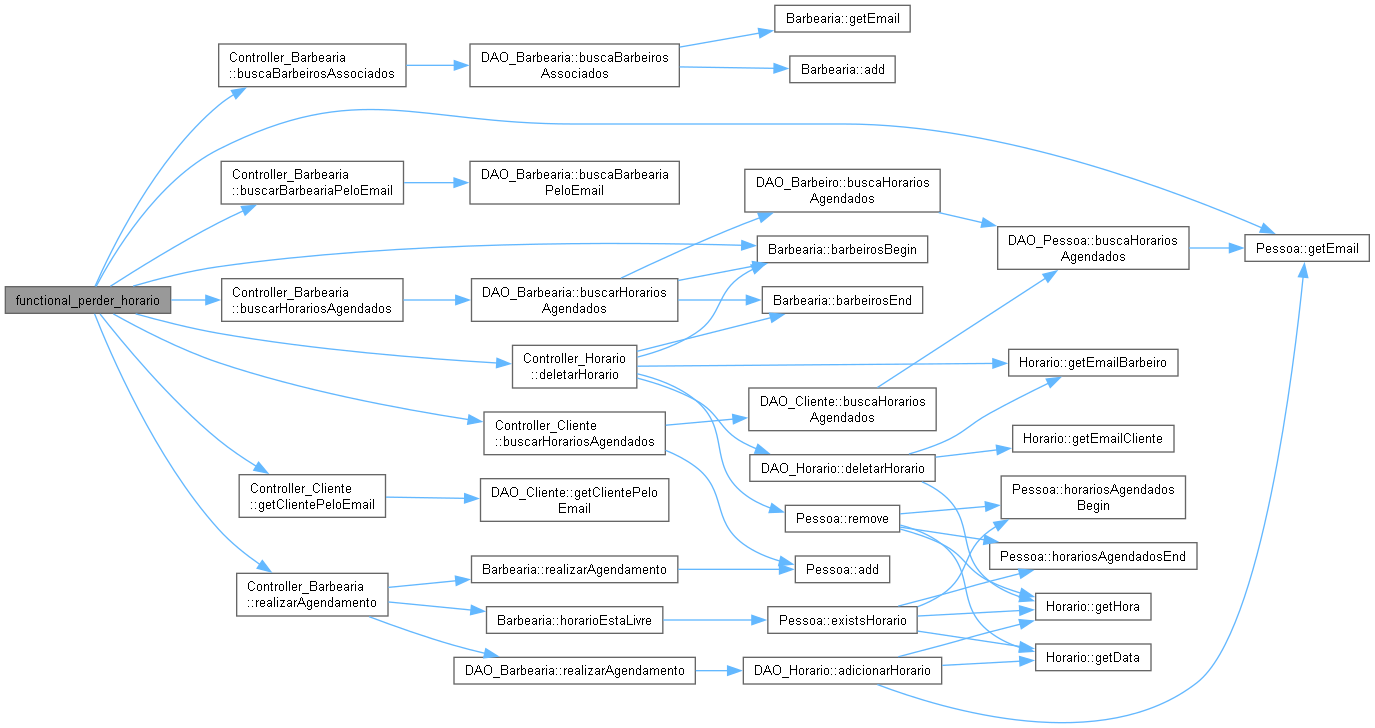 Barbearia::getEmail
Controller_Barbearia
::buscaBarbeirosAssociados
DAO_Barbearia::buscaBarbeiros
Associados
Barbearia::add
Controller_Barbearia
::buscarBarbeariaPeloEmail
DAO_Barbearia::buscaBarbearia
PeloEmail
DAO_Barbeiro::buscaHorarios
Agendados
DAO_Pessoa::buscaHorarios
Agendados
Pessoa::getEmail
Barbearia::barbeirosBegin
functional_perder_horario
Controller_Barbearia
::buscarHorariosAgendados
DAO_Barbearia::buscarHorarios
Agendados
Barbearia::barbeirosEnd
Controller_Horario
::deletarHorario
Horario::getEmailBarbeiro
DAO_Cliente::buscaHorarios
Agendados
Controller_Cliente
::buscarHorariosAgendados
Horario::getEmailCliente
DAO_Horario::deletarHorario
Controller_Cliente
::getClientePeloEmail
DAO_Cliente::getClientePelo
Email
Pessoa::horariosAgendados
Begin
Pessoa::remove
Pessoa::horariosAgendadosEnd
Barbearia::realizarAgendamento
Pessoa::add
Controller_Barbearia
::realizarAgendamento
Horario::getHora
Barbearia::horarioEstaLivre
Pessoa::existsHorario
Horario::getData
DAO_Barbearia::realizarAgendamento
DAO_Horario::adicionarHorario